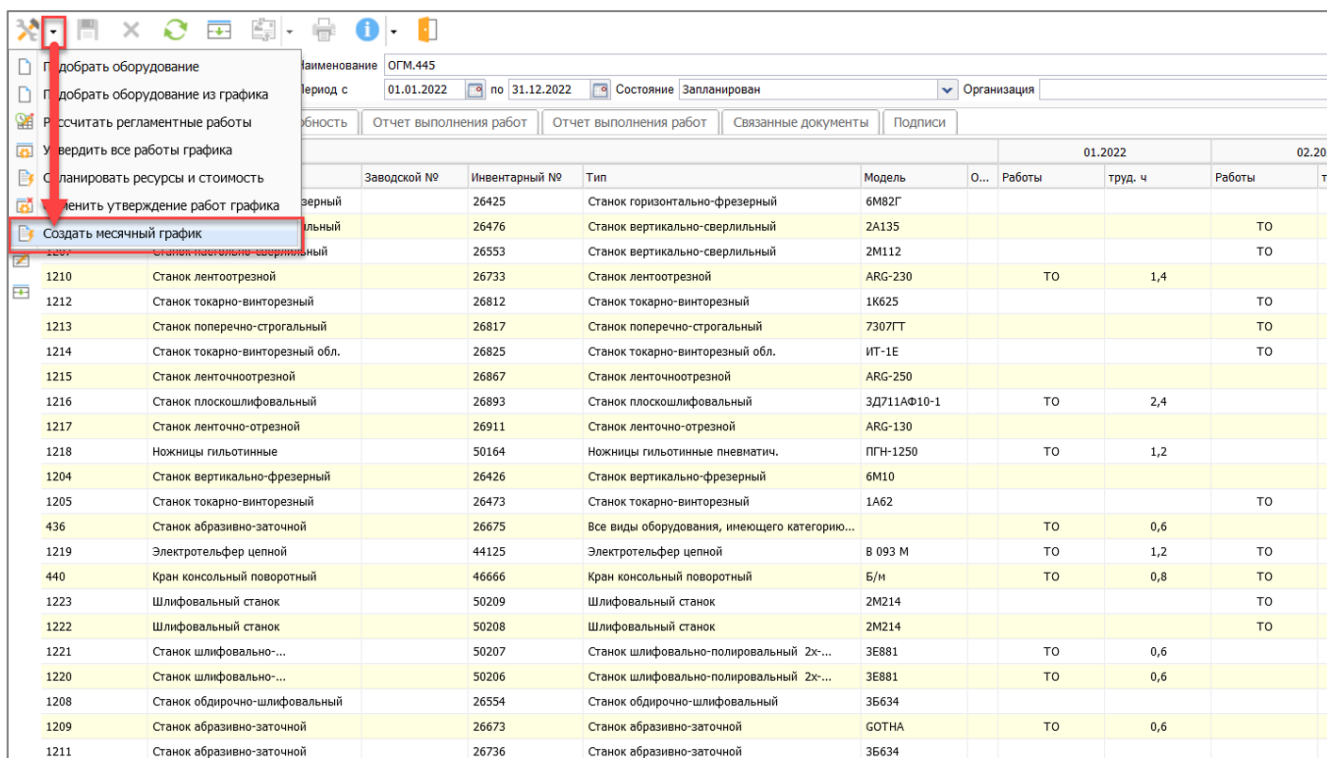 Подобрать оборудование
Наименование ОГМ.445
Подобрать оборудование из графика
Период с 01.01.2022 по 31.12.2022 Состояние Запланирован Организация
Рассчитать регламентные работы
Отчет выполнения работ Отчет выполнения работ Связанные документы Подписи
Утвердить все работы графика
01.2022 02.20
Спланировать ресурсы и стоимость
Заводской № Инвентарный № Тип Модель О... Работы труд. ч Работы т
Отменить утверждение работ графика
зерный 26425 Станок горизонтально-фрезерный 6М82Г
Создать месячный график
льный 26476 Станок вертикально-сверлильный 2А135 ТО
1207 Станок настольно-сверлильный 26553 Станок вертикально-сверлильный 2М112 ТО
1210 Станок лентоотрезной 26733 Станок лентоотрезной ARG-230 ТО 1,4
1212 Станок токарно-винторезный 26812 Станок токарно-винторезный 1К625 ТО
1213 Станок поперечно-строгальный 26817 Станок поперечно-строгальный 7307ГТ ТО
1214 Станок токарно-винторезный обл. 26825 Станок токарно-винторезный обл. ИТ-1Е ТО
1215 Станок ленточноотрезной 26867 Станок ленточноотрезной ARG-250
1216 Станок плоскошлифовальный 26893 Станок плоскошлифовальный 3Д711АФ10-1 ТО 2,4
1217 Станок ленточно-отрезной 26911 Станок ленточно-отрезной ARG-130
1218 Ножницы гильотинные 50164 Ножницы гильотинные пневматич. ПГН-1250 ТО 1,2
1204 Станок вертикально-фрезерный 26426 Станок вертикально-фрезерный 6М10
1205 Станок токарно-винторезный 26473 Станок токарно-винторезный 1А62 ТО
436 Станок абразивно-заточной 26675 Все виды оборудования, имеющего категорию... ТО 0,6
1219 Электротельфер цепной 44125 Электротельфер цепной В 093 М ТО 1,2 ТО
440 Кран консольный поворотный 46666 Кран консольный поворотный Б/м ТО 0,8 ТО
1223 Шлифовальный станок 50209 Шлифовальный станок 2М214 ТО
1222 Шлифовальный станок 50208 Шлифовальный станок 2М214 ТО
1221 Станок шлифовально-... 50207 Станок шлифовально-полировальный 2х-... 3Е881 ТО 0,6
1220 Станок шлифовально-... 50206 Станок шлифовально-полировальный 2х-... 3Е881 ТО 0,6
1208 Станок обдирочно-шлифовальный 26554 Станок обдирочно-шлифовальный 3Б634
1209 Станок абразивно-заточной 26673 Станок абразивно-заточной GOTHA ТО 0,6
1211 Станок абразивно-заточной 26736 Станок абразивно-заточной 3Б634